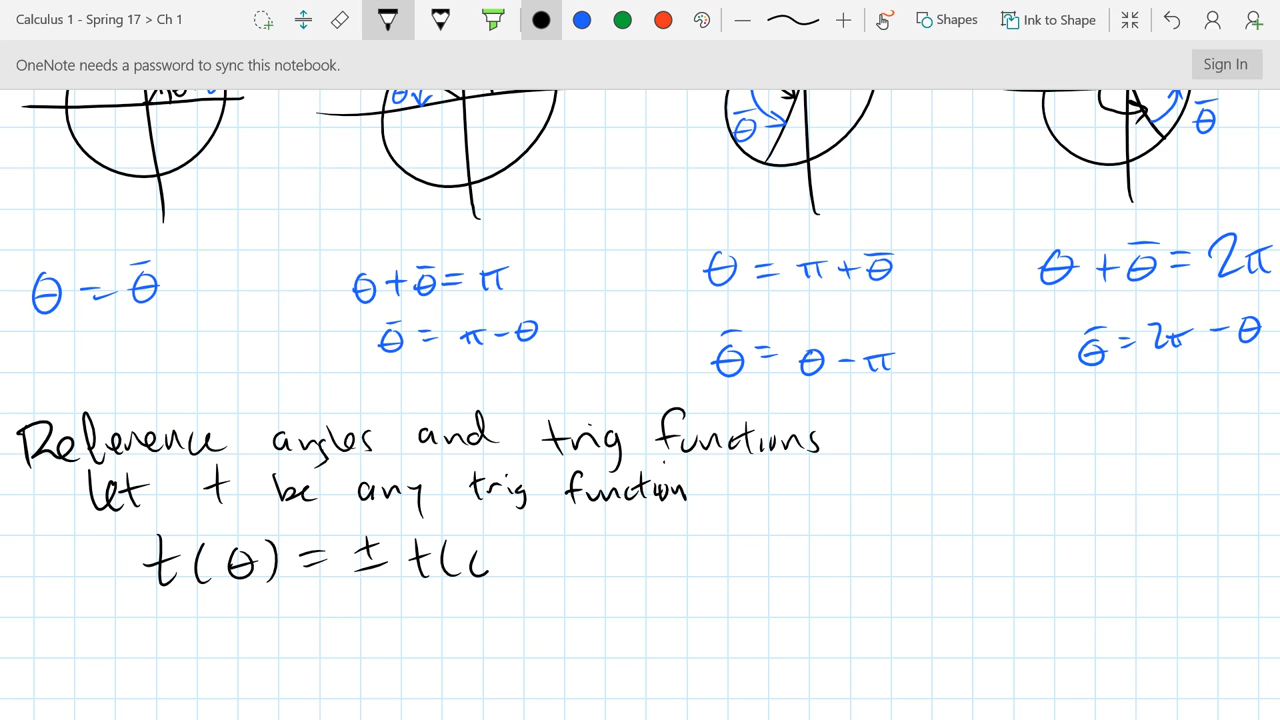 Calculus 1 - Spring 17 > Ch 1
Shapes
Ink to Shape
OneNote needs a password to sync this notebook.
Sign In
θ
θ̄
θ̄
θ = θ̄
θ + θ̄ = π
θ = π + θ̄
θ + θ̄ = 2π
θ̄ = π - θ
θ̄ = θ - π
θ̄ = 2π - θ
Reference angles and trig functions
Let t be any trig function
t(θ) = ± t(